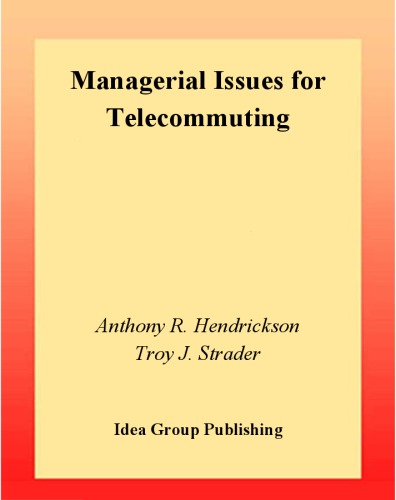 Managerial Issues for
Telecommuting
Anthony R. Hendrickson
Troy J. Strader
Idea Group Publishing